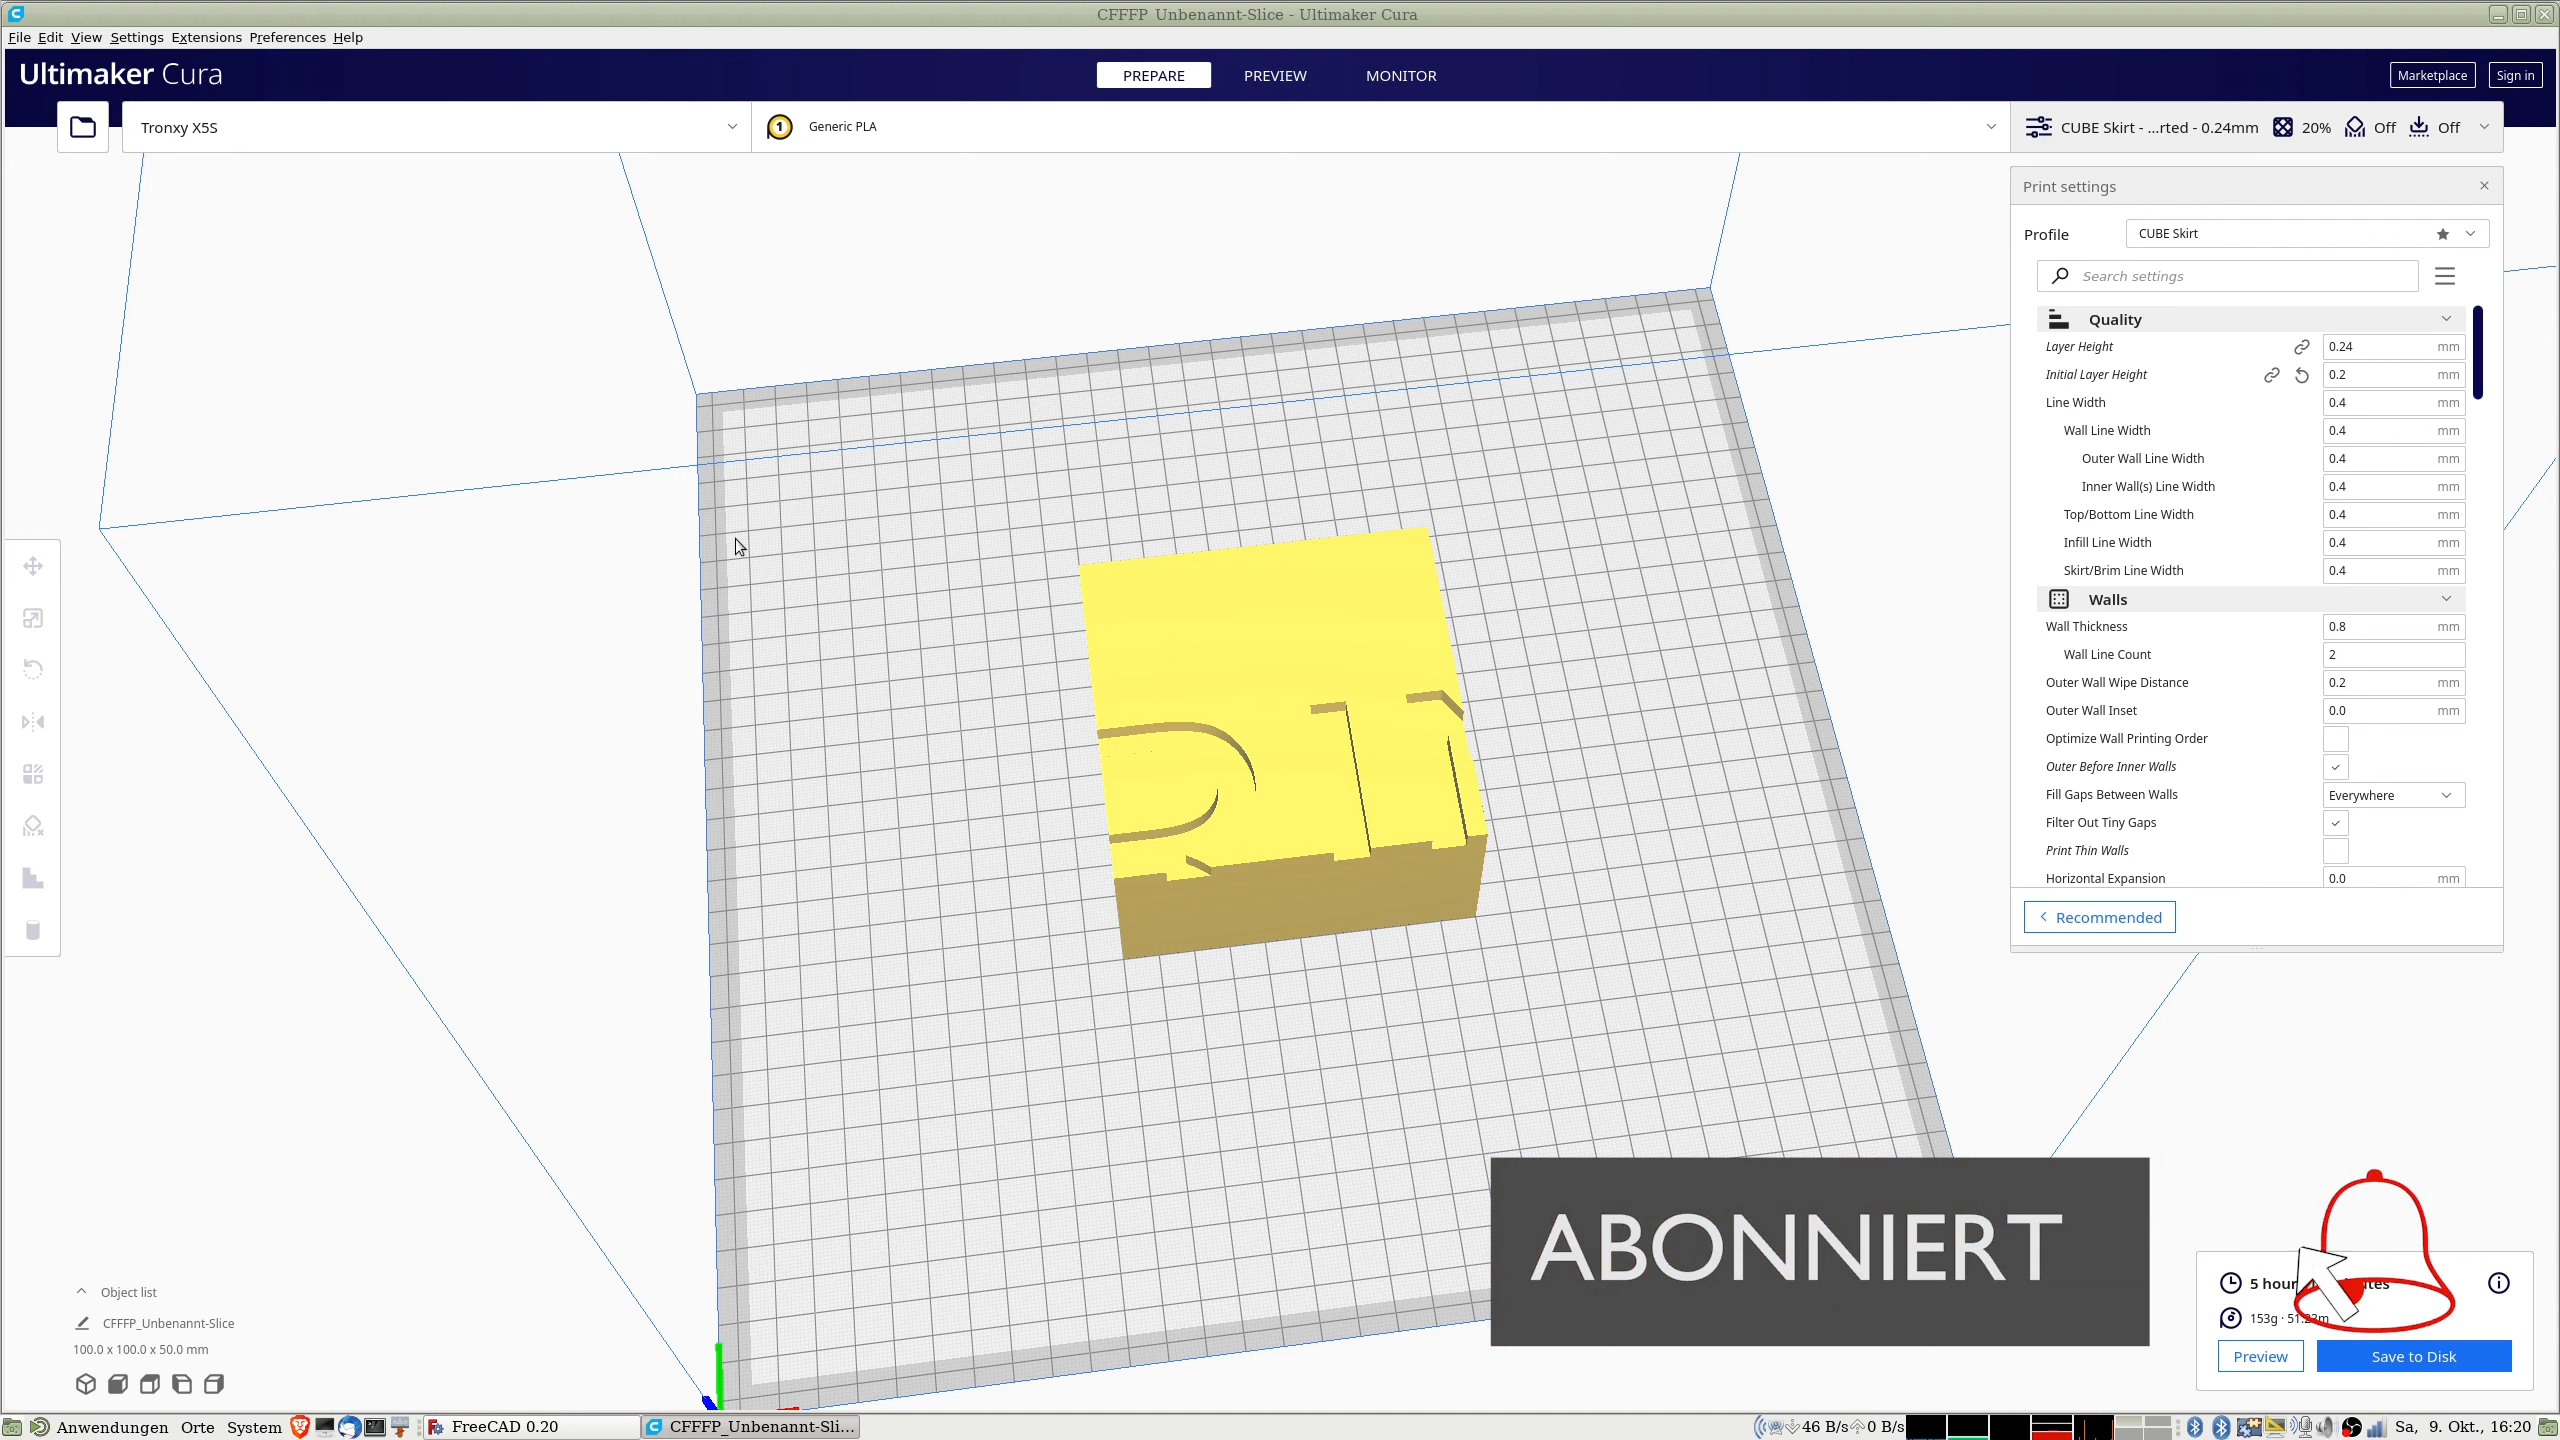 CFFFP_Unbenannt-Slice - Ultimaker Cura
File Edit View Settings Extensions Preferences Help
Ultimaker Cura
PREPARE PREVIEW MONITOR
Marketplace Sign in
Tronxy X5S
1 Generic PLA
CUBE Skirt - ...rted - 0.24mm 20% Off Off
Print settings
Profile CUBE Skirt
Search settings
Quality
Layer Height 0.24 mm
Initial Layer Height 0.2 mm
Line Width 0.4 mm
Wall Line Width 0.4 mm
Outer Wall Line Width 0.4 mm
Inner Wall(s) Line Width 0.4 mm
Top/Bottom Line Width 0.4 mm
Infill Line Width 0.4 mm
Skirt/Brim Line Width 0.4 mm
Walls
Wall Thickness 0.8 mm
Wall Line Count 2
Outer Wall Wipe Distance 0.2 mm
Outer Wall Inset 0.0 mm
Optimize Wall Printing Order
Outer Before Inner Walls
Fill Gaps Between Walls Everywhere
Filter Out Tiny Gaps
Print Thin Walls
Horizontal Expansion 0.0 mm
Recommended
ABONNIERT
Object list
CFFFP_Unbenannt-Slice
100.0 x 100.0 x 50.0 mm
5
153g
Preview Save to Disk
Anwendungen Orte System FreeCAD 0.20 CFFFP_Unbenannt-Sli... 46 B/s 0 B/s Sa, 9. Okt., 16:20